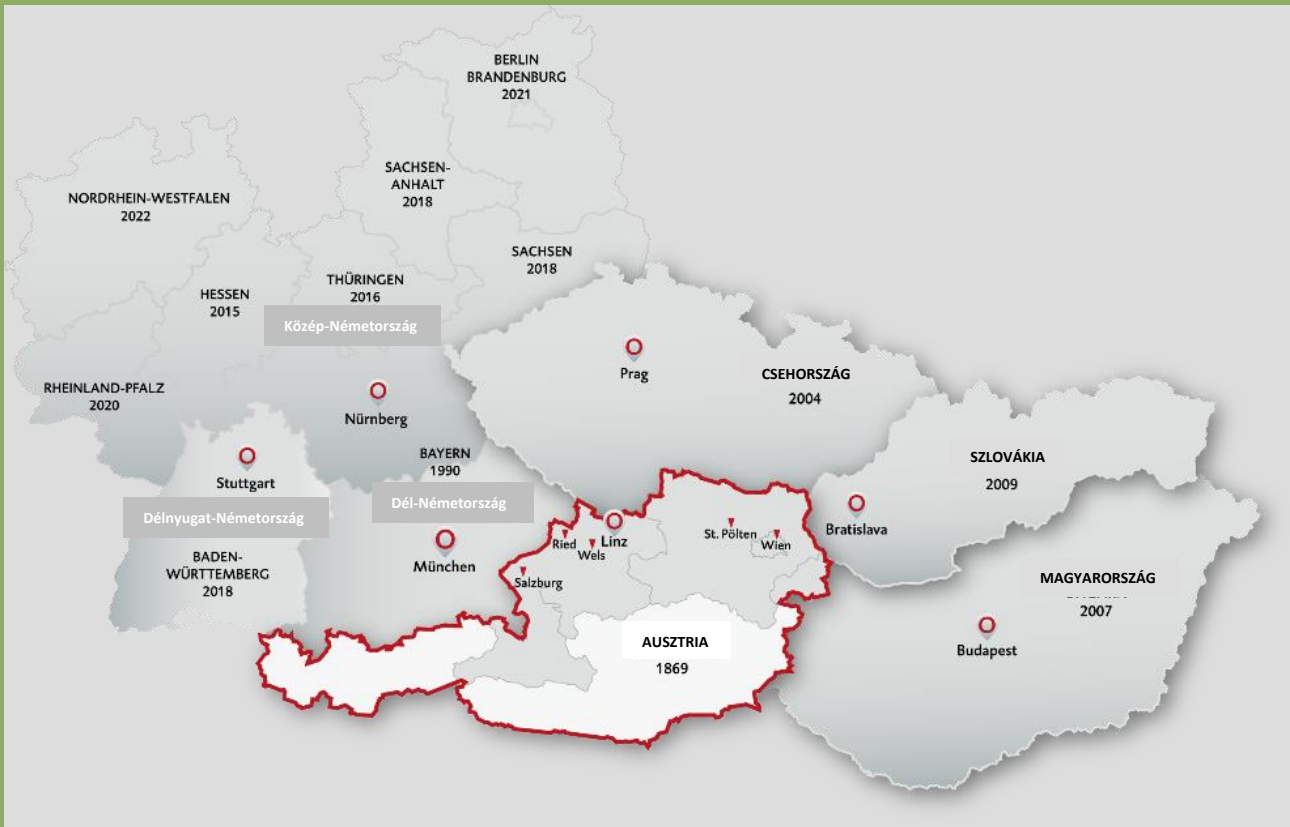 BERLIN
BRANDENBURG
2021
SACHSEN-
ANHALT
2018
NORDRHEIN-WESTFALEN
2022
SACHSEN
2018
THÜRINGEN
2016
HESSEN
2015
Közép-Németország
Prag
CSEHORSZÁG
2004
RHEINLAND-PFALZ
2020
Nürnberg
BAYERN
1990
SZLOVÁKIA
2009
Stuttgart
Dél-Németország
Délnyugat-Németország
Bratislava
St. Pölten
Ried
Linz
Wien
Wels
BADEN-
WÜRTTEMBERG
2018
München
Salzburg
MAGYARORSZÁG
2007
AUSZTRIA
1869
Budapest